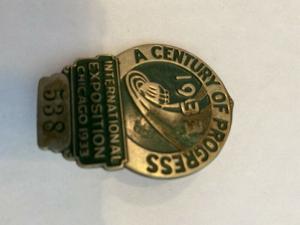 A CENTURY OF PROGRESS
1933
INTERNATIONAL
EXPOSITION
CHICAGO 1933
538